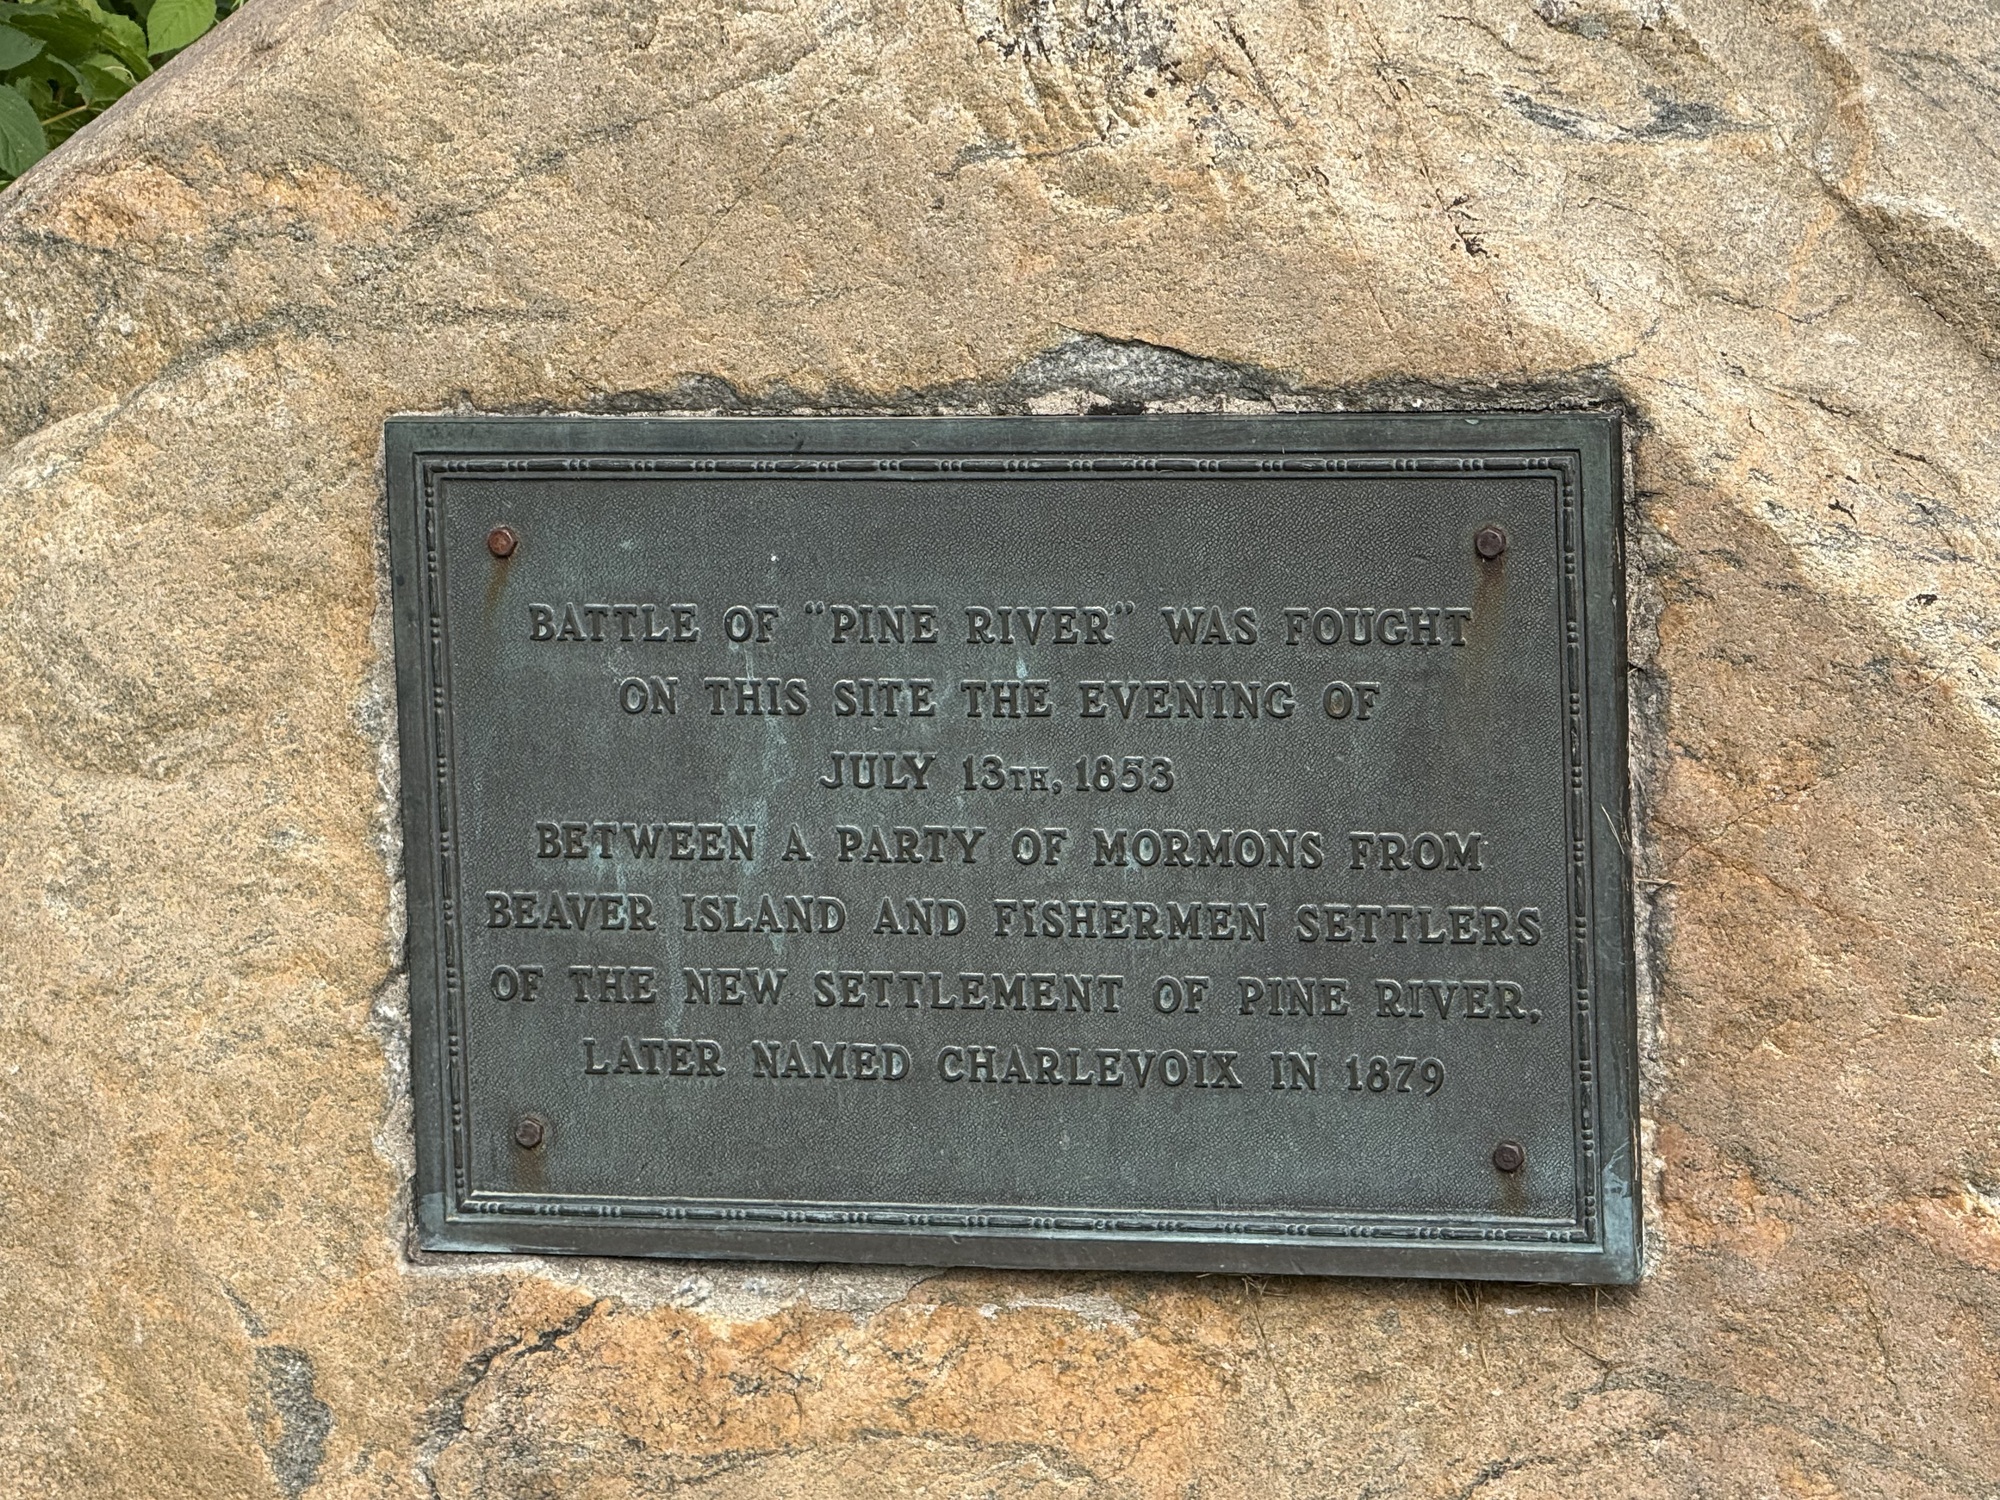 BATTLE OF “PINE RIVER” WAS FOUGHT
ON THIS SITE THE EVENING OF
JULY 13TH, 1853
BETWEEN A PARTY OF MORMONS FROM
BEAVER ISLAND AND FISHERMEN SETTLERS
OF THE NEW SETTLEMENT OF PINE RIVER,
LATER NAMED CHARLEVOIX IN 1879